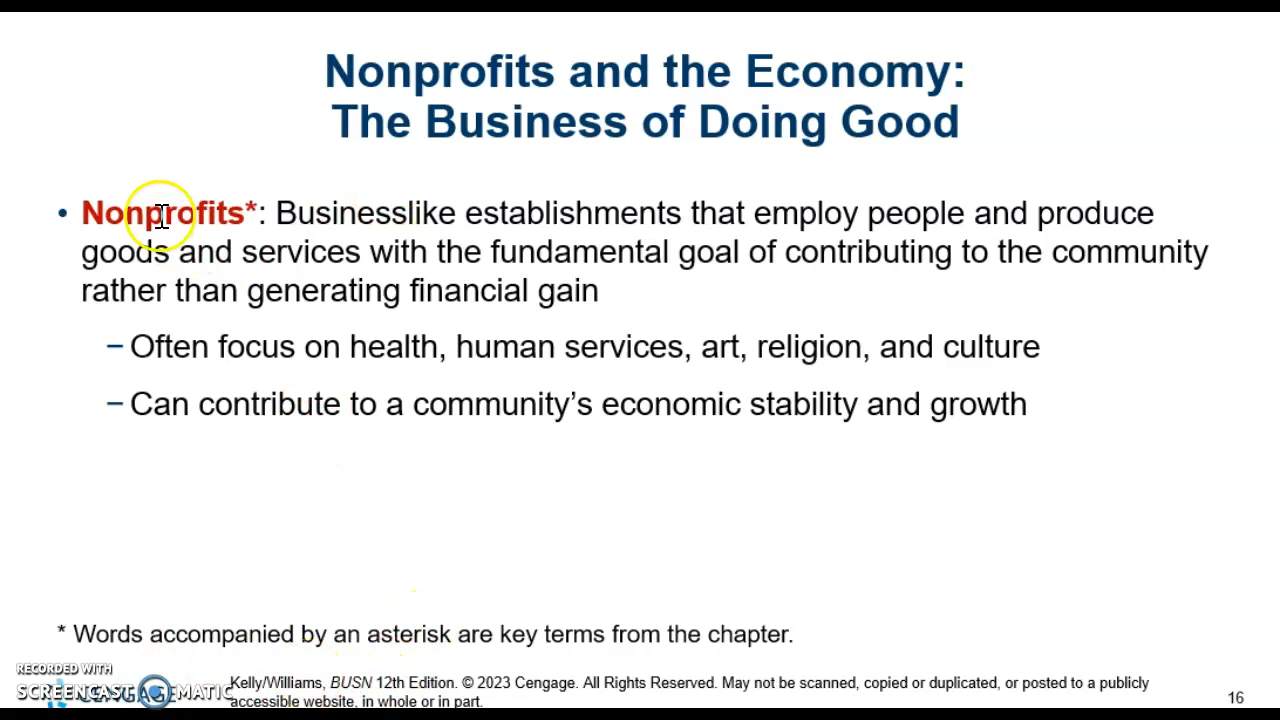 Nonprofits and the Economy:
The Business of Doing Good
• Nonprofits*: Businesslike establishments that employ people and produce
goods and services with the fundamental goal of contributing to the community
rather than generating financial gain
– Often focus on health, human services, art, religion, and culture
– Can contribute to a community’s economic stability and growth
* Words accompanied by an asterisk are key terms from the chapter.
RECORDED WITH
SCREENCAST MATIC
CENGAGE
Kelly/Williams, BUSN 12th Edition. © 2023 Cengage. All Rights Reserved. May not be scanned, copied or duplicated, or posted to a publicly
accessible website, in whole or in part.
16